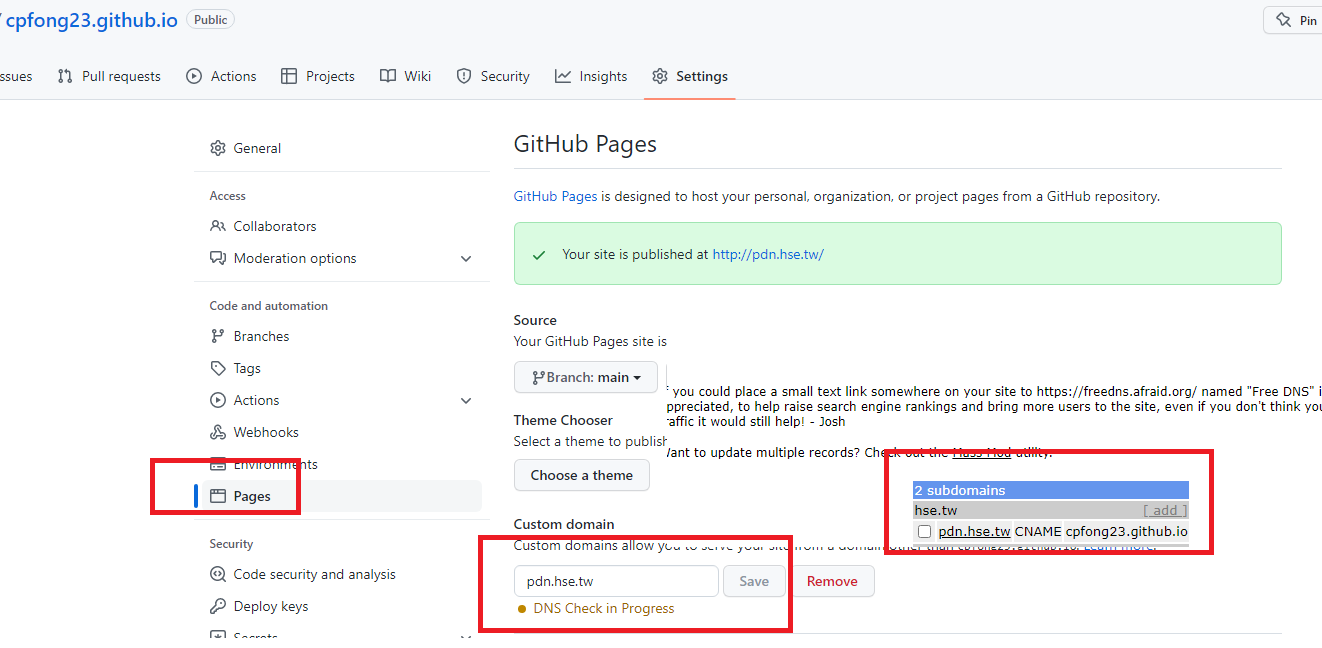 cpfong23.github.io Public
Pin
Pull requests Actions Projects Wiki Security Insights Settings
General
Access
Collaborators
Moderation options
Code and automation
Branches
Tags
Actions
Webhooks
Environments
Pages
Security
Code security and analysis
Deploy keys
Secrets
GitHub Pages
GitHub Pages is designed to host your personal, organization, or project pages from a GitHub repository.
Your site is published at http://pdn.hse.tw/
Source
Your GitHub Pages site is
Branch: main
Theme Chooser
Select a theme to publish
Choose a theme
you could place a small text link somewhere on your site to https://freedns.afraid.org/ named "Free DNS"
ppreciated, to help raise search engine rankings and bring more users to the site, even if you don't think you
raffic it would still help! - Josh
Want to update multiple records? Check out the Mass Mod utility.
2 subdomains
hse.tw [ add ]
pdn.hse.tw CNAME cpfong23.github.io
Custom domain
Custom domains allow you to serve your site from a domain other than cpfong23.github.io. Learn more.
pdn.hse.tw Save Remove
DNS Check in Progress